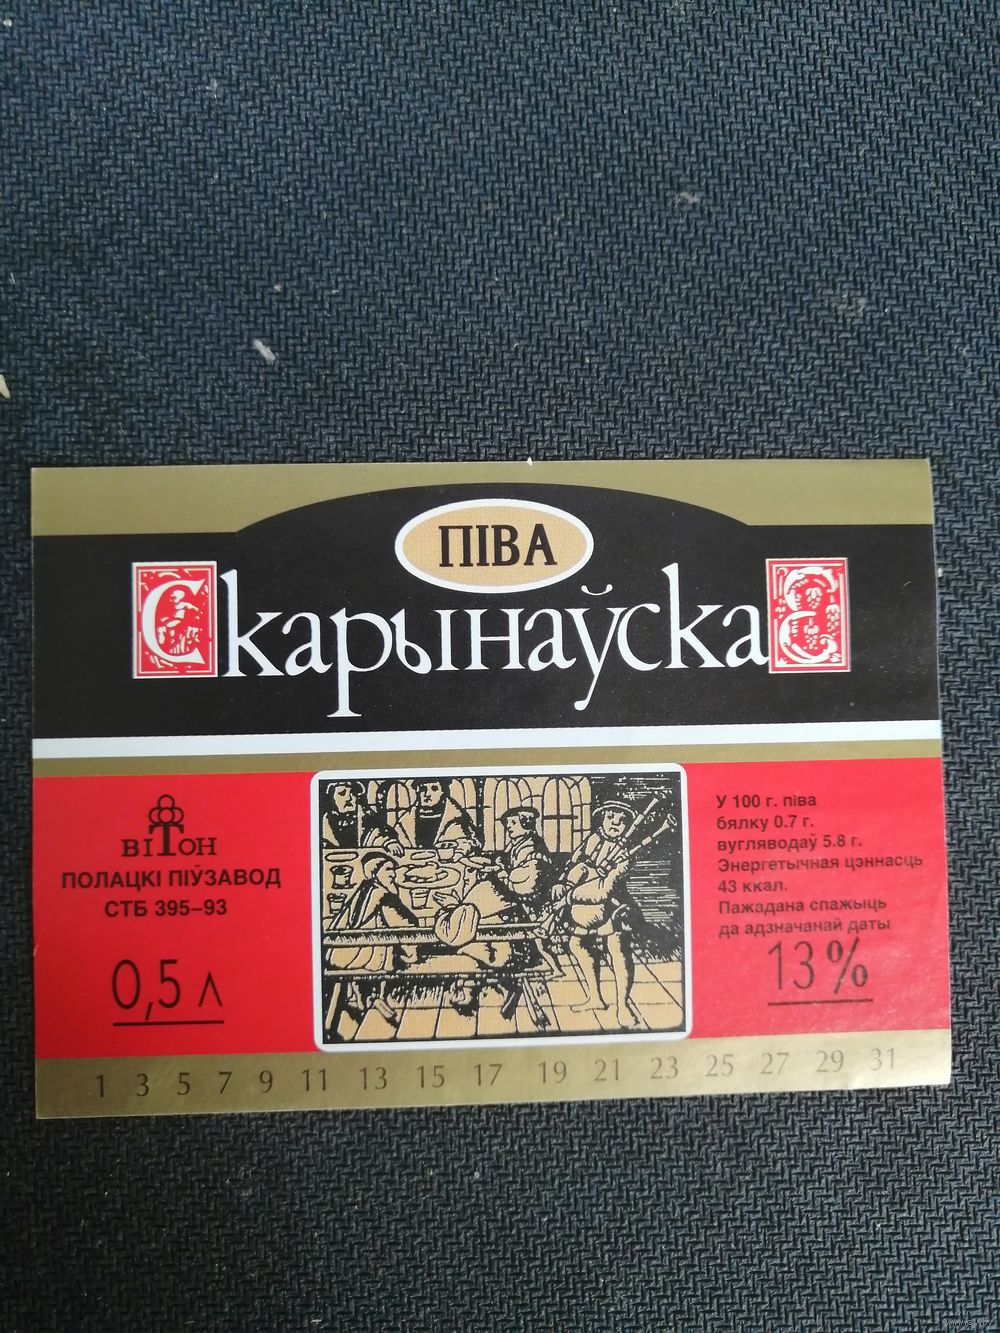 ПІВА
Скарынаўскае
ВІТОН
ПОЛАЦКІ ПІЎЗАВОД
СТБ 395–93
0,5 л
У 100 г. піва
бялку 0.7 г.
вугляводаў 5.8 г.
Энергетычная цэннасць
43 ккал.
Пажадана спажыць
да адзначанай даты
13%
1 3 5 7 9 11 13 15 17 19 21 23 25 27 29 31